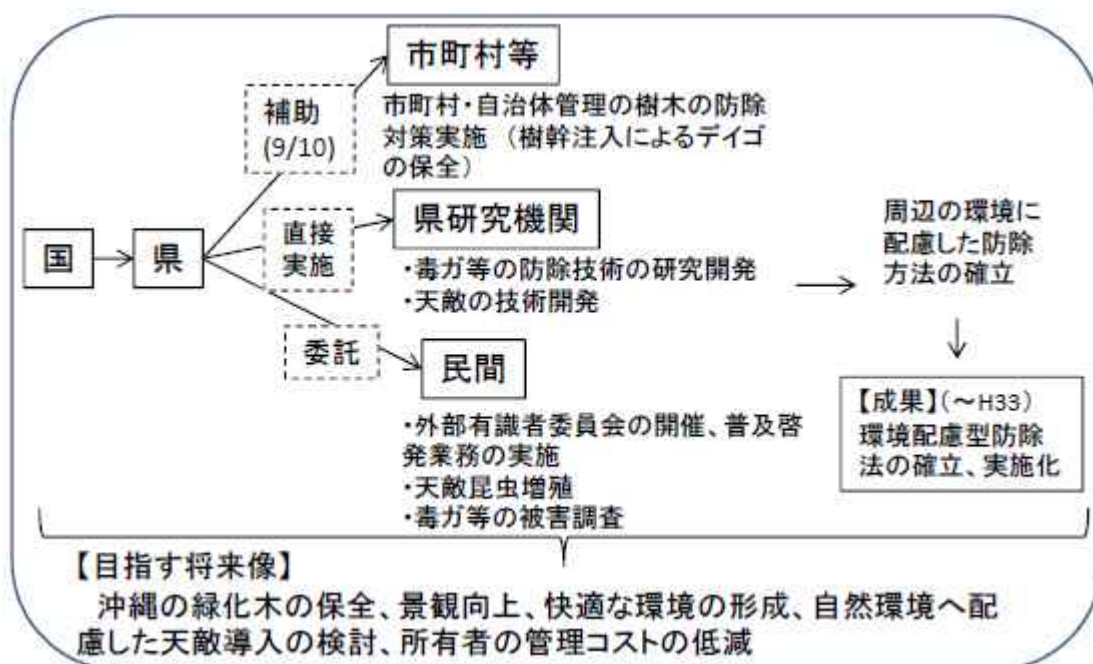 市町村等
補助
(9/10)
市町村・自治体管理の樹木の防除
対策実施 (樹幹注入によるデイゴ
の保全)
国
県
直接
実施
県研究機関
・毒ガ等の防除技術の研究開発
・天敵の技術開発
周辺の環境に
配慮した防除
方法の確立
委託
民間
・外部有識者委員会の開催、普及啓
発業務の実施
・天敵昆虫増殖
・毒ガ等の被害調査
【成果】(～H33)
環境配慮型防除
法の確立、実施化
【目指す将来像】
沖縄の緑化木の保全、景観向上、快適な環境の形成、自然環境へ配
慮した天敵導入の検討、所有者の管理コストの低減